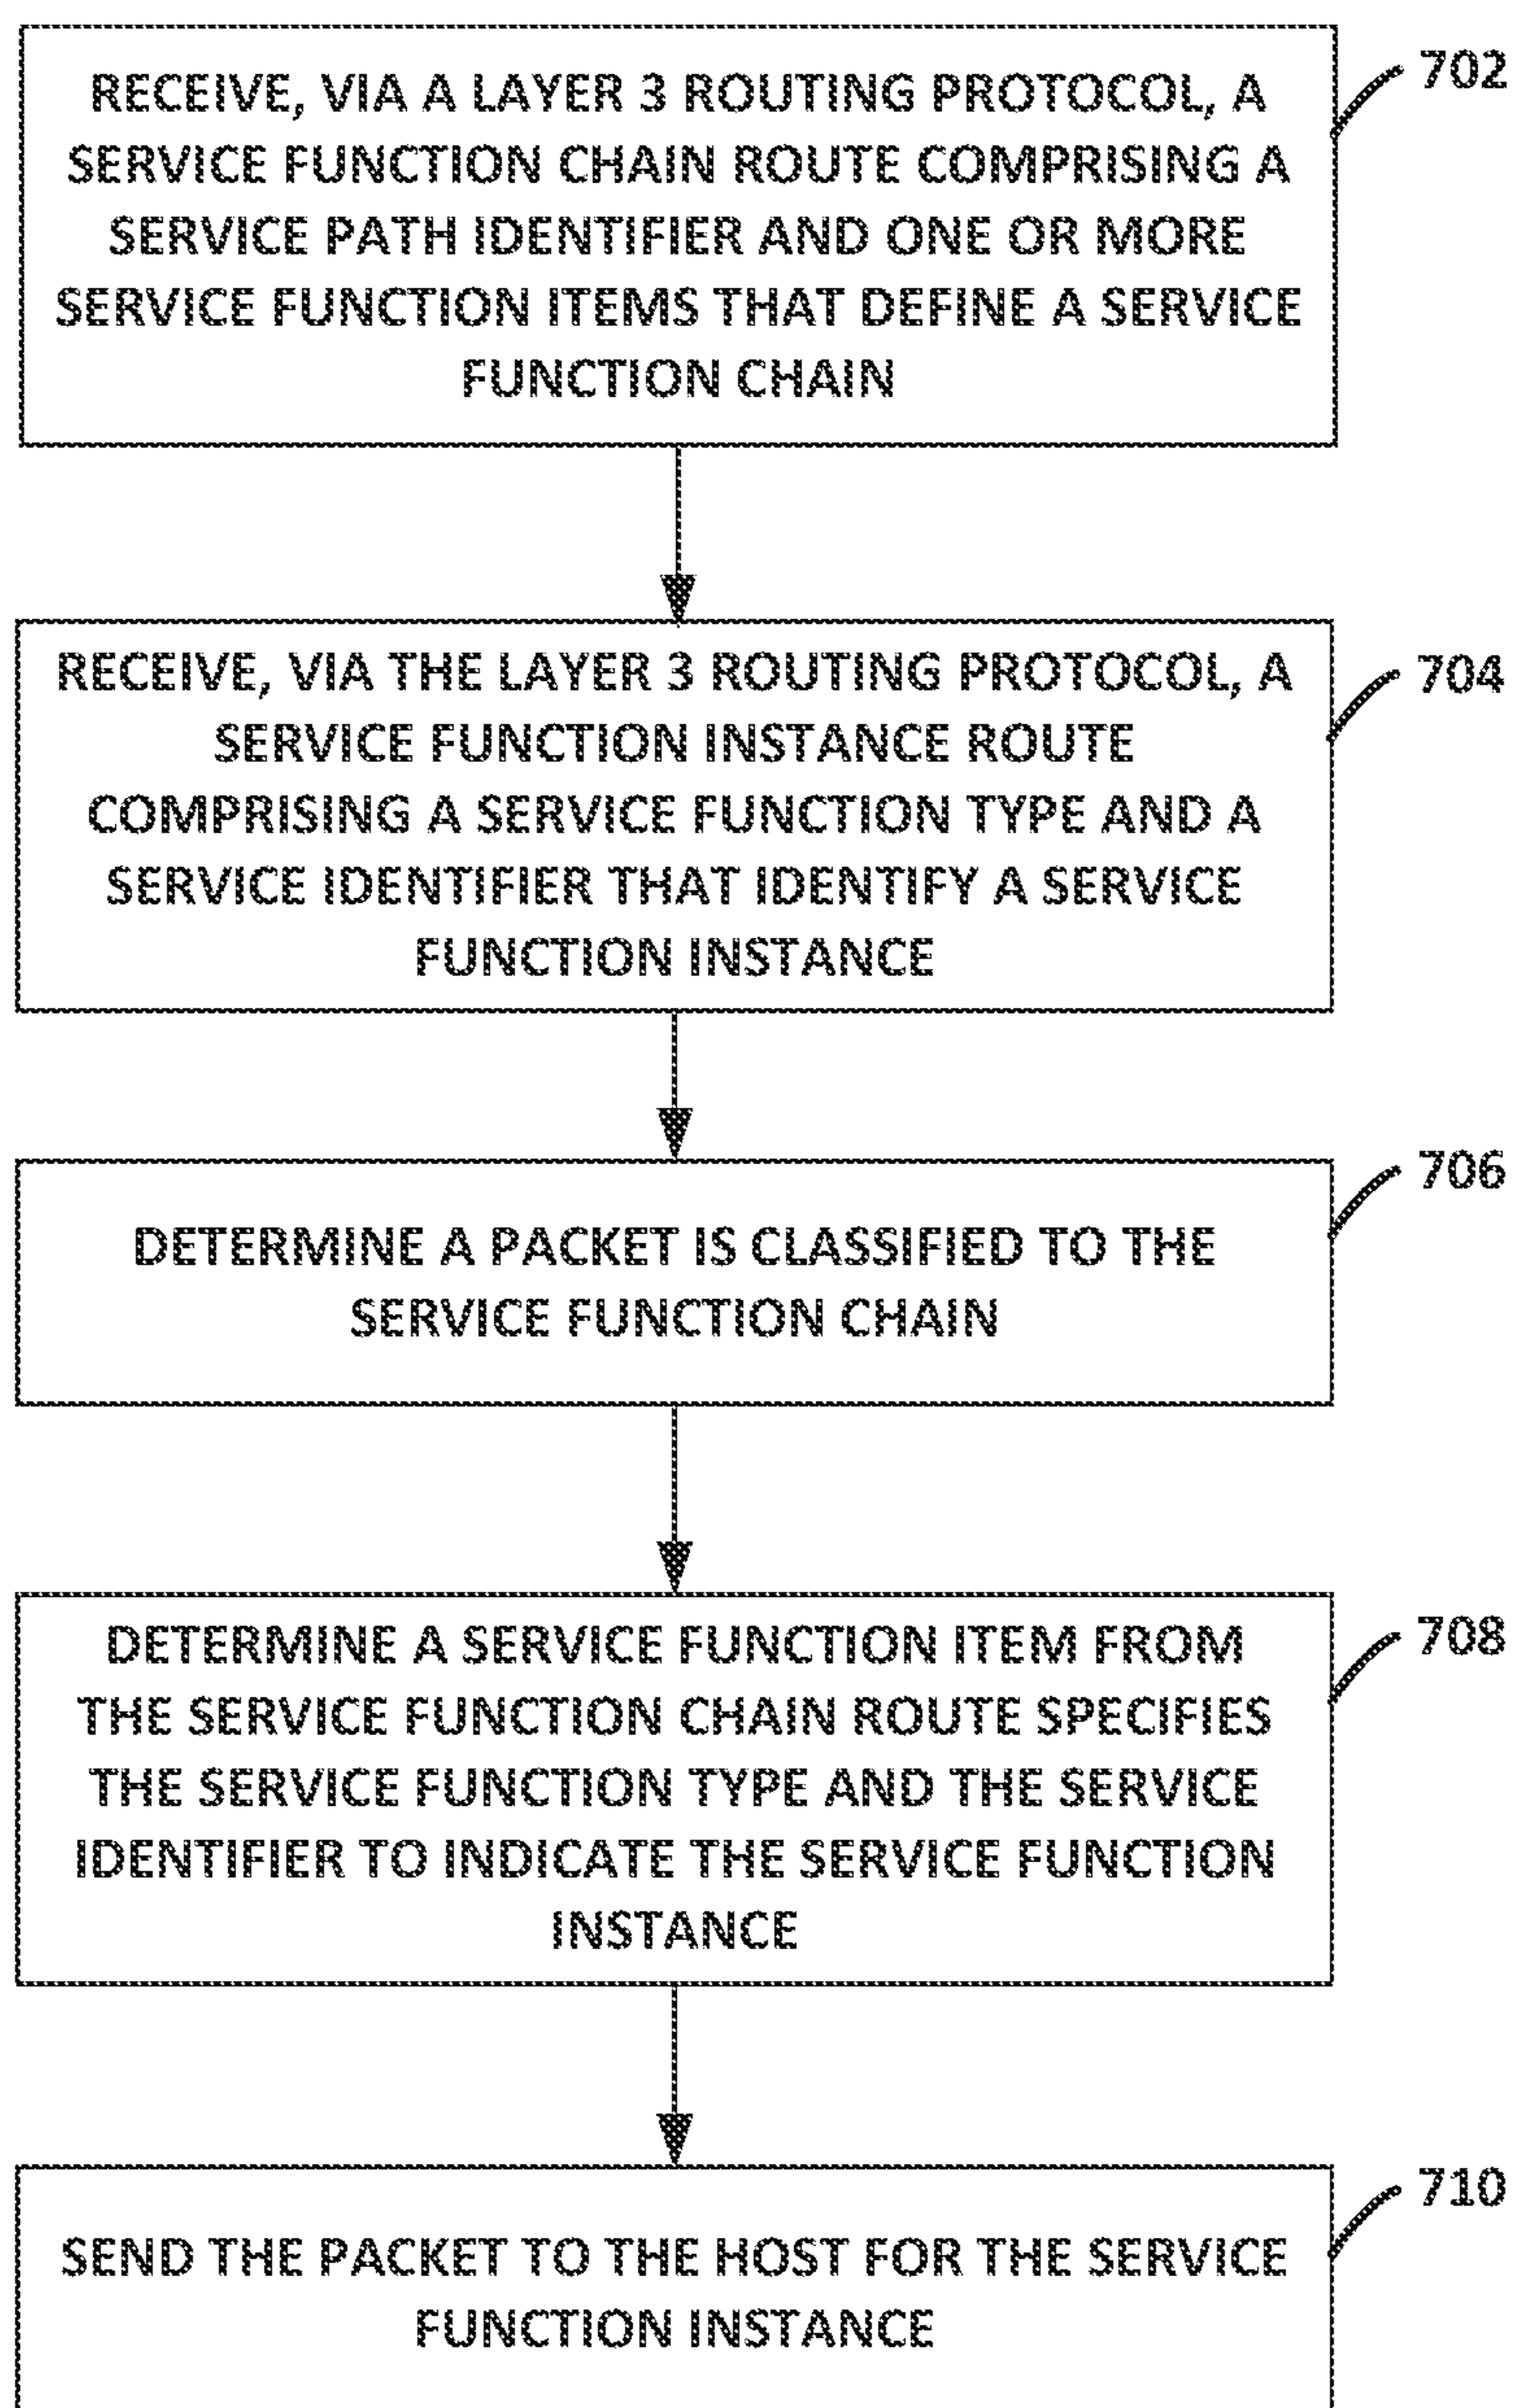 RECEIVE, VIA A LAYER 3 ROUTING PROTOCOL, A
SERVICE FUNCTION CHAIN ROUTE COMPRISING A
SERVICE PATH IDENTIFIER AND ONE OR MORE
SERVICE FUNCTION ITEMS THAT DEFINE A SERVICE
FUNCTION CHAIN
702
RECEIVE, VIA THE LAYER 3 ROUTING PROTOCOL, A
SERVICE FUNCTION INSTANCE ROUTE
COMPRISING A SERVICE FUNCTION TYPE AND A
SERVICE IDENTIFIER THAT IDENTIFY A SERVICE
FUNCTION INSTANCE
704
DETERMINE A PACKET IS CLASSIFIED TO THE
SERVICE FUNCTION CHAIN
706
DETERMINE A SERVICE FUNCTION ITEM FROM
THE SERVICE FUNCTION CHAIN ROUTE SPECIFIES
THE SERVICE FUNCTION TYPE AND THE SERVICE
IDENTIFIER TO INDICATE THE SERVICE FUNCTION
INSTANCE
708
SEND THE PACKET TO THE HOST FOR THE SERVICE
FUNCTION INSTANCE
710